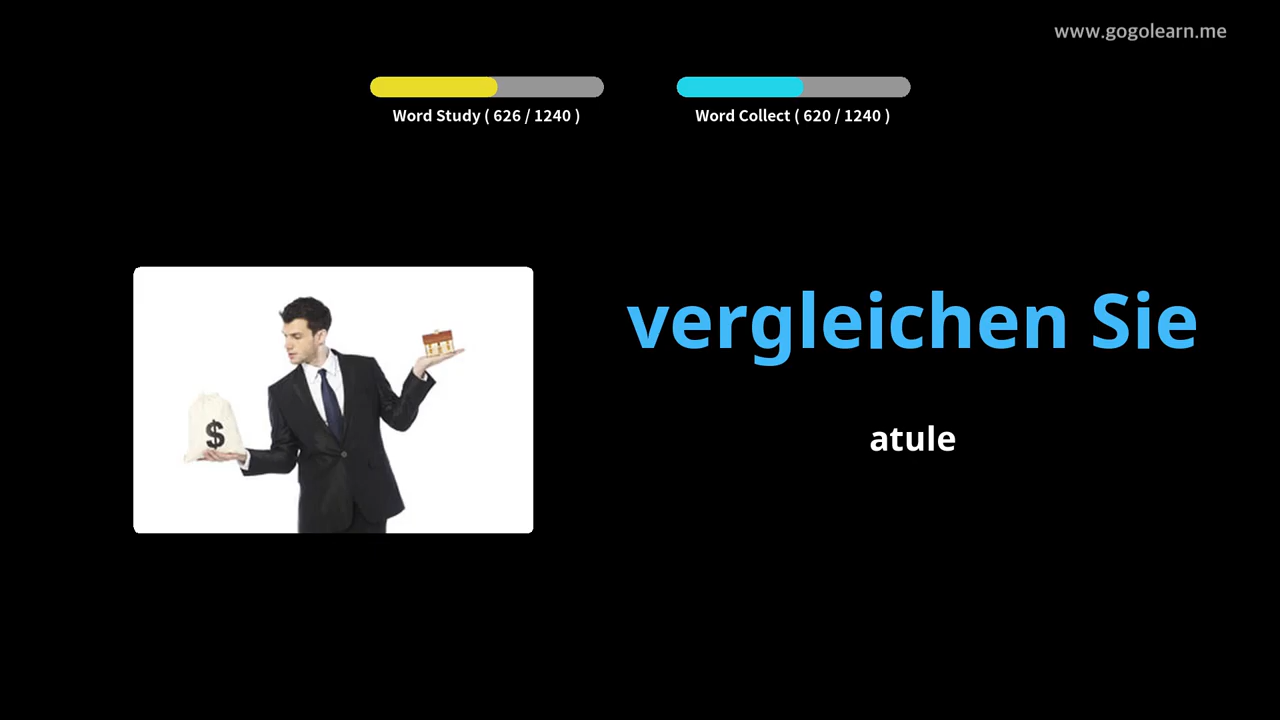 www.gogolearn.me
Word Study ( 626 / 1240 )
Word Collect ( 620 / 1240 )
vergleichen Sie
$
atule